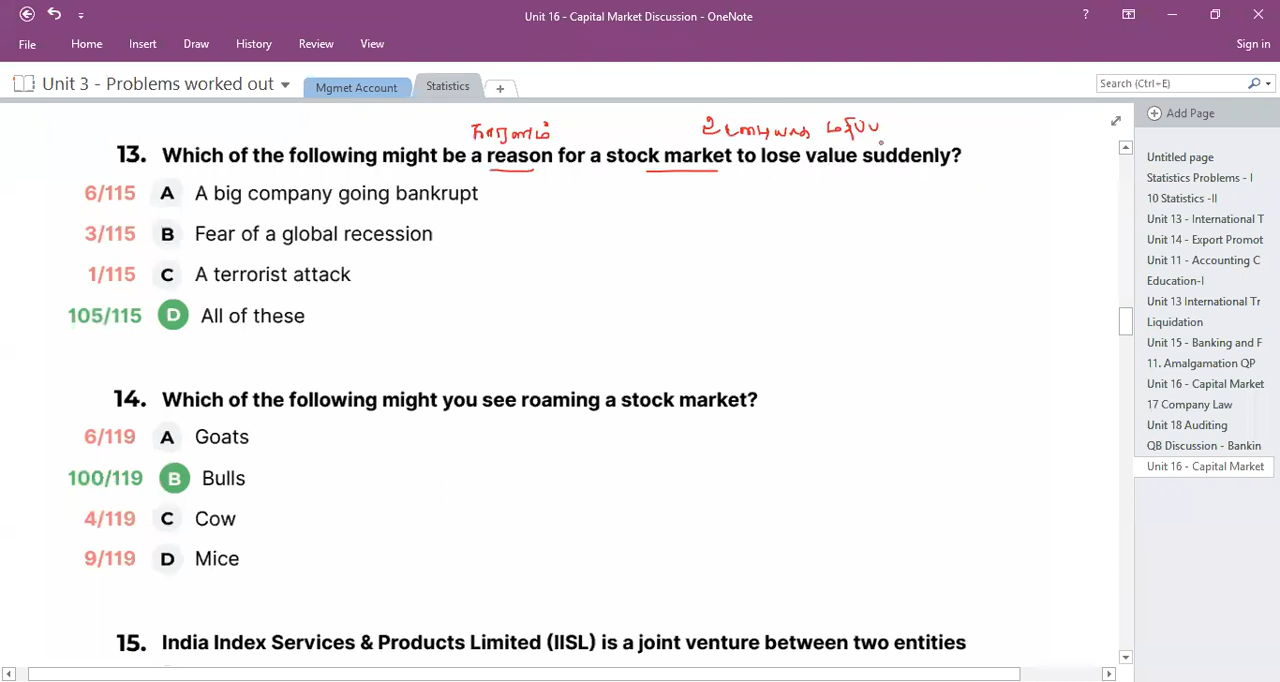 Unit 16 - Capital Market Discussion - OneNote
?
File Home Insert Draw History Review View
Sign in
Unit 3 - Problems worked out
Mgmet Account
Statistics
+
Search (Ctrl+E)
Add Page
காரணம்
13. Which of the following might be a reason for a stock market to lose value suddenly?
6/115 A A big company going bankrupt
3/115 B Fear of a global recession
1/115 C A terrorist attack
105/115 D All of these
14. Which of the following might you see roaming a stock market?
6/119 A Goats
100/119 B Bulls
4/119 C Cow
9/119 D Mice
15. India Index Services & Products Limited (IISL) is a joint venture between two entities
Untitled page
Statistics Problems - I
10 Statistics -II
Unit 13 - International T
Unit 14 - Export Promot
Unit 11 - Accounting C
Education-I
Unit 13 International Tr
Liquidation
Unit 15 - Banking and F
11. Amalgamation QP
Unit 16 - Capital Market
17 Company Law
Unit 18 Auditing
QB Discussion - Bankin
Unit 16 - Capital Market